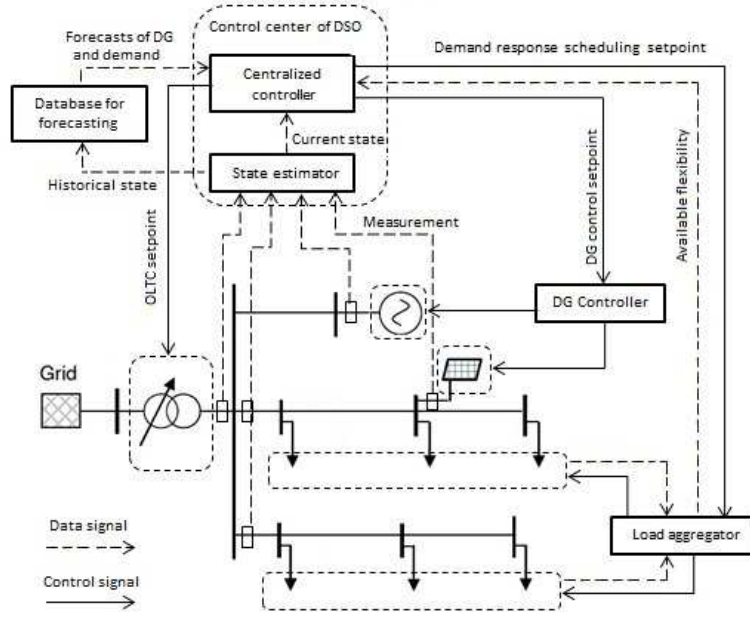 Control center of DSO
Forecasts of DG
and demand
Demand response scheduling setpoint
Centralized
controller
Database for
forecasting
Current state
State estimator
Historical state
Measurement
OLTC setpoint
DG control setpoint
Available flexibility
DG Controller
Grid
Data signal
Load aggregator
Control signal